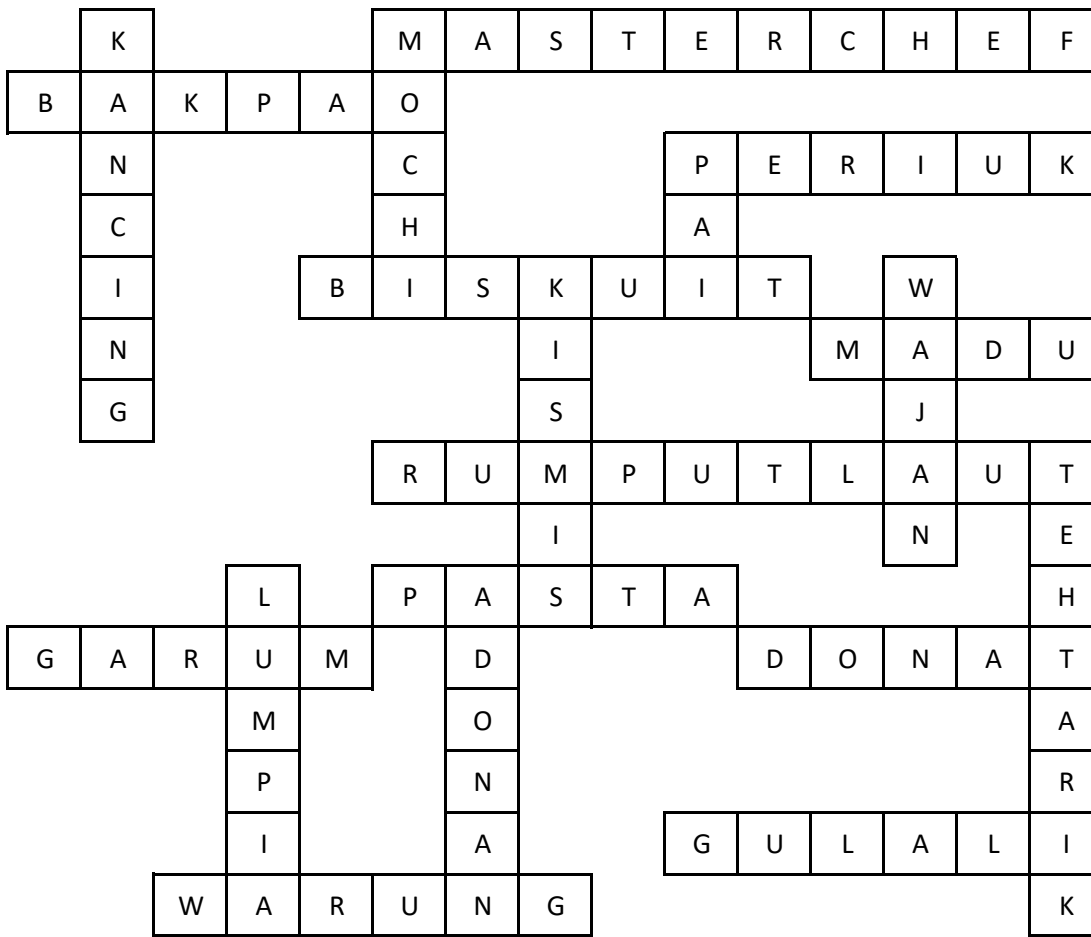 K M A S T E R C H E F
B A K P A O
N C P E R I U K
C H A
I B I S K U I T W
N I M A D U
G S J
R U M P U T L A U T
I N E
L P A S T A H
G A R U M D D O N A T
M O A
P N R
I A G U L A L I
W A R U N G K